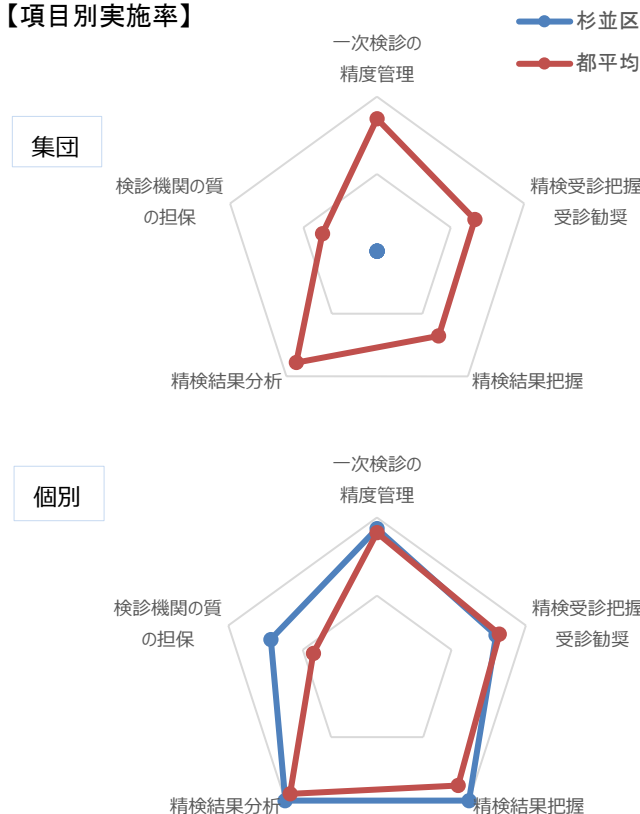 【項目別実施率】
杉並区
都平均
集団
一次検診の
精度管理
精検受診把握
受診勧奨
精検結果把握
精検結果分析
検診機関の質
の担保
個別
一次検診の
精度管理
精検受診把握
受診勧奨
精検結果把握
精検結果分析
検診機関の質
の担保